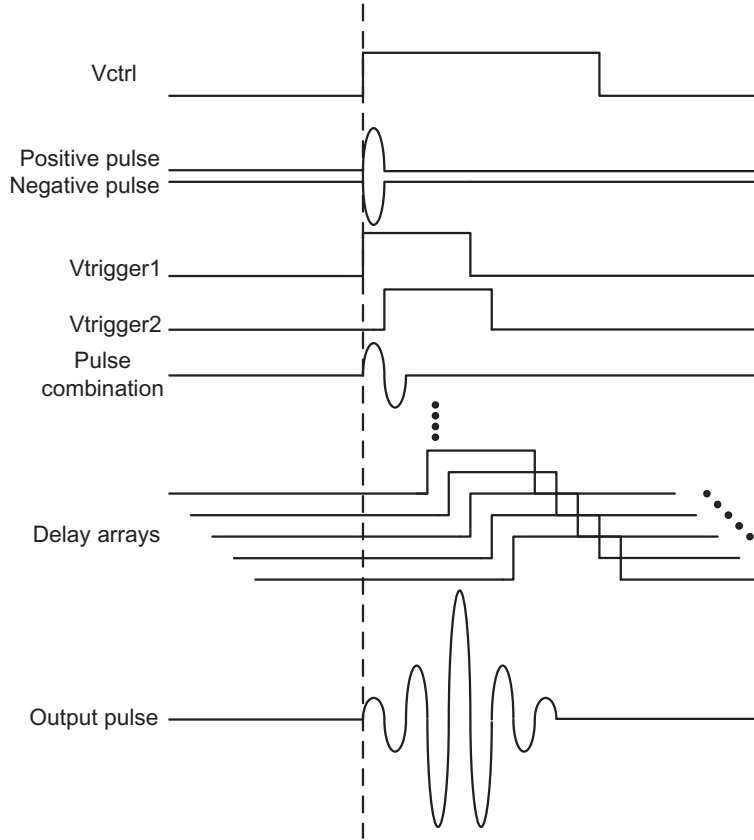 Vctrl
Positive pulse
Negative pulse
Vtrigger1
Vtrigger2
Pulse
combination
Delay arrays
Output pulse